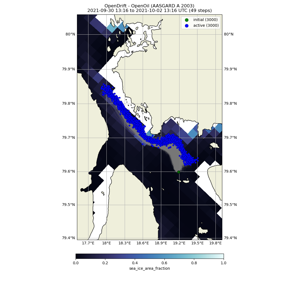 OpenDrift - OpenOil (AASGARD A 2003)
2021-09-30 13:16 to 2021-10-02 13:16 UTC (49 steps)
initial (3000)
active (3000)
80°N 80°N
79.9°N 79.9°N
79.8°N 79.8°N
79.7°N 79.7°N
79.6°N 79.6°N
79.5°N 79.5°N
79.4°N 79.4°N
17.7°E 18°E 18.3°E 18.6°E 18.9°E 19.2°E 19.5°E 19.8°E
0.0 0.2 0.4 0.6 0.8 1.0
sea_ice_area_fraction